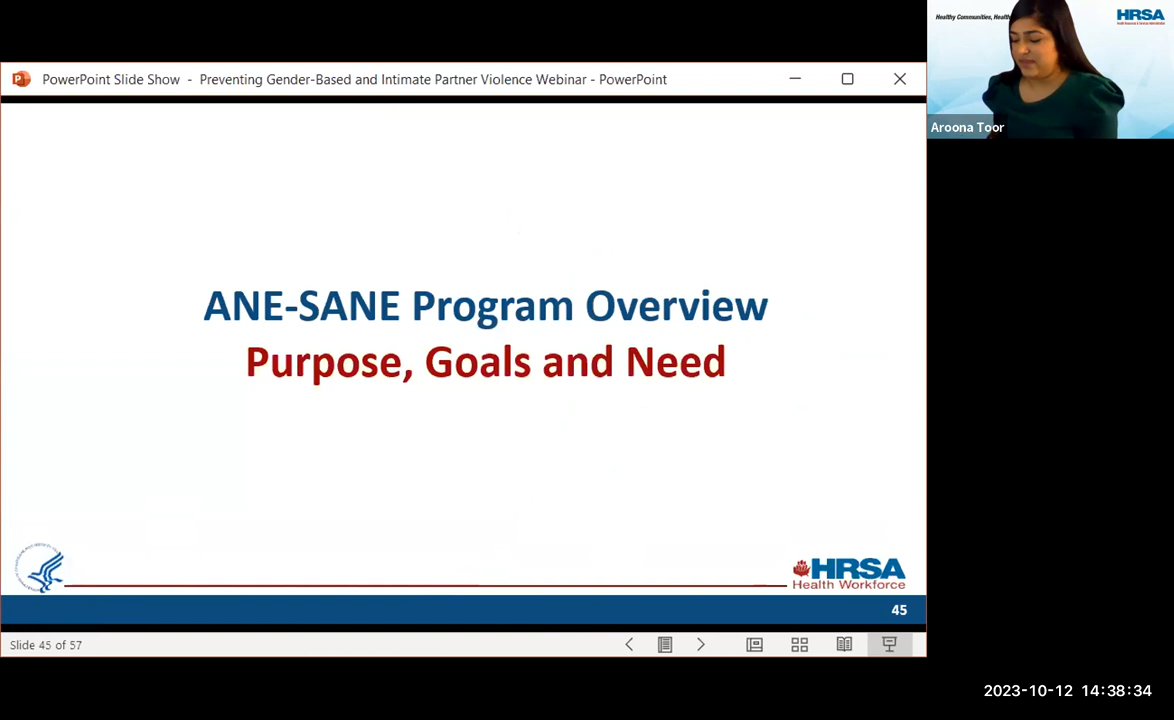 PowerPoint Slide Show - Preventing Gender-Based and Intimate Partner Violence Webinar - PowerPoint
Healthy Communities, Health
HRSA
Aroona Toor
ANE-SANE Program Overview
Purpose, Goals and Need
HRSA
Health Workforce
45
Slide 45 of 57
2023-10-12 14:38:34